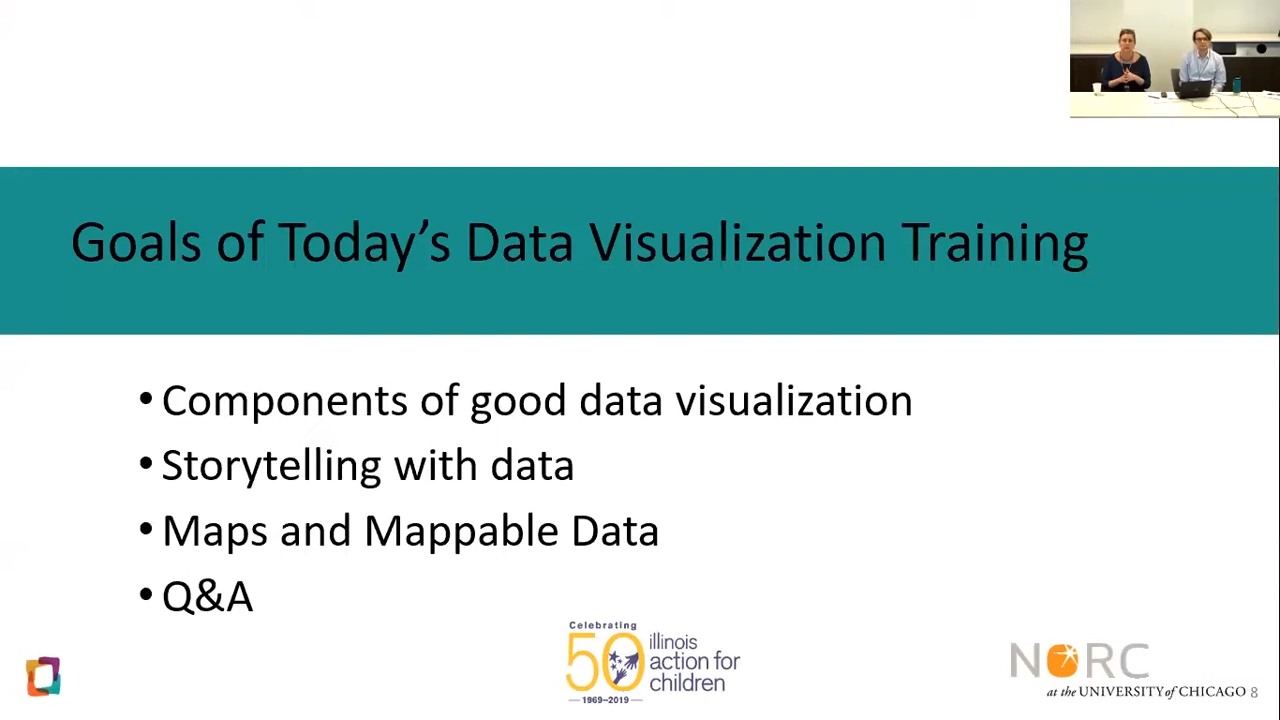 Goals of Today’s Data Visualization Training
• Components of good data visualization
• Storytelling with data
• Maps and Mappable Data
• Q&A
Celebrating
50
illinois
action for
children
1969–2019
NORC
at the UNIVERSITY of CHICAGO
8